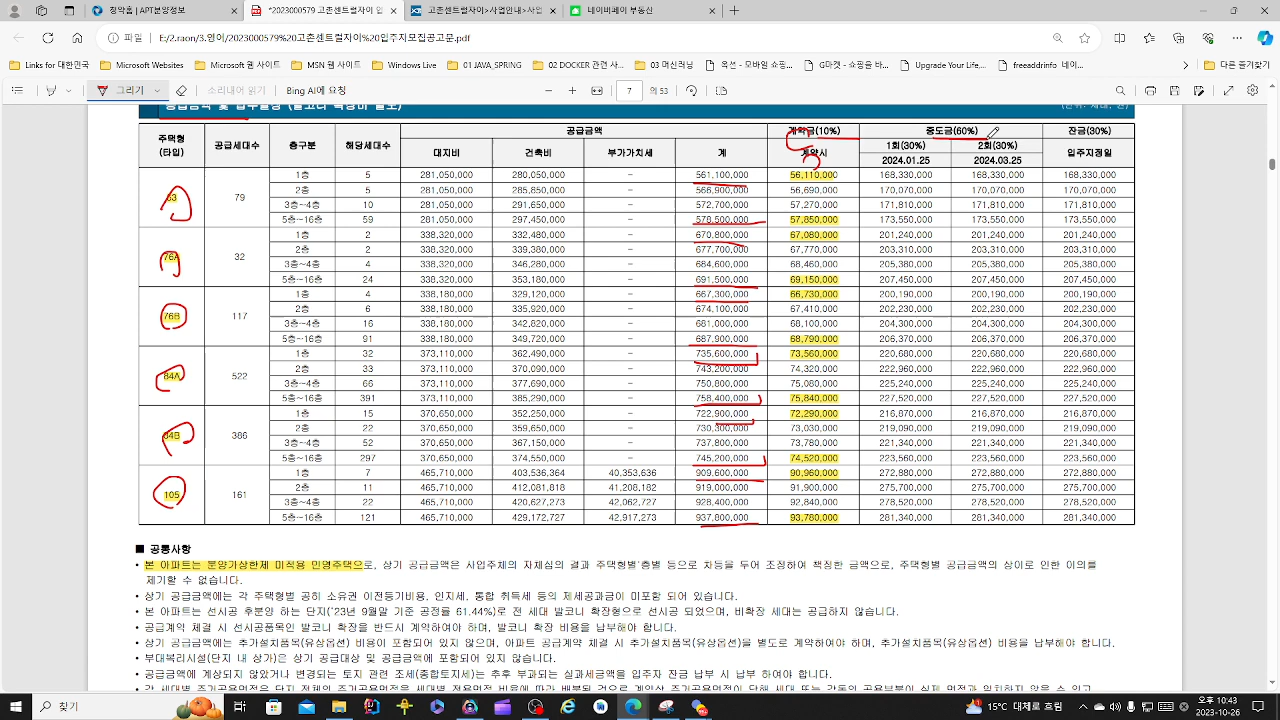 청약홈 | APT분양정보
*2023000579 고촌센트럴자이 입
고촌센트럴자이>사업안내>사업
네이버페이 부동산
파일 E:/2.raon/3.영어/2023000579%20고촌센트럴자이%20입주자모집공고문.pdf
Links for 대한민국 Microsoft Websites Microsoft 웹 사이트 MSN 웹 사이트 Windows Live 01 JAVA_SPRING 02 DOCKER 관련 사... 03 머신러닝 옥션 - 모바일 쇼핑... G마켓 - 쇼핑을 바... Upgrade Your Life,... freeaddrinfo 네이... 다른 즐겨찾기
그리기 소리내어 읽기 Bing AI에 요청 7 의 53
주택형 (타입) 공급세대수 층구분 해당세대수 공급금액 계약금(10%) 중도금(60%) 잔금(30%)
대지비 건축비 부가가치세 계 계약시 1회(30%) 2회(30%) 입주지정일
2024.01.25 2024.03.25
63 79 1층 5 281,050,000 280,050,000 - 561,100,000 56,110,000 168,330,000 168,330,000 168,330,000
2층 5 281,050,000 285,850,000 - 566,900,000 56,690,000 170,070,000 170,070,000 170,070,000
3층~4층 10 281,050,000 291,650,000 - 572,700,000 57,270,000 171,810,000 171,810,000 171,810,000
5층~16층 59 281,050,000 297,450,000 - 578,500,000 57,850,000 173,550,000 173,550,000 173,550,000
76A 32 1층 2 338,320,000 332,480,000 - 670,800,000 67,080,000 201,240,000 201,240,000 201,240,000
2층 2 338,320,000 339,380,000 - 677,700,000 67,770,000 203,310,000 203,310,000 203,310,000
3층~4층 4 338,320,000 346,280,000 - 684,600,000 68,460,000 205,380,000 205,380,000 205,380,000
5층~16층 24 338,320,000 353,180,000 - 691,500,000 69,150,000 207,450,000 207,450,000 207,450,000
76B 117 1층 4 338,180,000 329,120,000 - 667,300,000 66,730,000 200,190,000 200,190,000 200,190,000
2층 6 338,180,000 335,920,000 - 674,100,000 67,410,000 202,230,000 202,230,000 202,230,000
3층~4층 16 338,180,000 342,820,000 - 681,000,000 68,100,000 204,300,000 204,300,000 204,300,000
5층~16층 91 338,180,000 349,720,000 - 687,900,000 68,790,000 206,370,000 206,370,000 206,370,000
84A 522 1층 32 373,110,000 362,490,000 - 735,600,000 73,560,000 220,680,000 220,680,000 220,680,000
2층 33 373,110,000 370,090,000 - 743,200,000 74,320,000 222,960,000 222,960,000 222,960,000
3층~4층 66 373,110,000 377,690,000 - 750,800,000 75,080,000 225,240,000 225,240,000 225,240,000
5층~16층 391 373,110,000 385,290,000 - 758,400,000 75,840,000 227,520,000 227,520,000 227,520,000
84B 386 1층 15 370,650,000 352,250,000 - 722,900,000 72,290,000 216,870,000 216,870,000 216,870,000
2층 22 370,650,000 359,650,000 - 730,300,000 73,030,000 219,090,000 219,090,000 219,090,000
3층~4층 52 370,650,000 367,150,000 - 737,800,000 73,780,000 221,340,000 221,340,000 221,340,000
5층~16층 297 370,650,000 374,550,000 - 745,200,000 74,520,000 223,560,000 223,560,000 223,560,000
105 161 1층 7 465,710,000 403,536,364 40,353,636 909,600,000 90,960,000 272,880,000 272,880,000 272,880,000
2층 11 465,710,000 412,081,818 41,208,182 919,000,000 91,900,000 275,700,000 275,700,000 275,700,000
3층~4층 22 465,710,000 420,627,273 42,062,727 928,400,000 92,840,000 278,520,000 278,520,000 278,520,000
5층~16층 121 465,710,000 429,172,727 42,917,273 937,800,000 93,780,000 281,340,000 281,340,000 281,340,000
■ 공통사항
• 본 아파트는 분양가상한제 미적용 민영주택으로, 상기 공급금액은 사업주체의 자체심의 결과 주택형별·층별 등으로 차등을 두어 조정하여 책정한 금액으로, 주택형별 공급금액의 상이로 인한 이의를
제기할 수 없습니다.
• 상기 공급금액에는 각 주택형별 공히 소유권 이전등기비용, 인지세, 통합 취득세 등의 제세공과금이 미포함 되어 있습니다.
• 본 아파트는 선시공 후분양 하는 단지('23년 9월말 기준 공정률 61.44%)로 전 세대 발코니 확장형으로 선시공 되었으며, 비확장 세대는 공급하지 않습니다.
• 공급계약 체결 시 선시공품목인 발코니 확장을 반드시 계약하여야 하며, 발코니 확장 비용을 납부해야 합니다.
• 상기 공급금액에는 추가설치품목(유상옵션) 비용이 포함되어 있지 않으며, 아파트 공급계약 체결 시 추가설치품목(유상옵션)을 별도로 계약하여야 하며, 추가설치품목(유상옵션) 비용을 납부해야 합니다.
• 부대복리시설(단지 내 상가)은 상기 공급대상 및 공급금액에 포함되어 있지 않습니다.
• 공급금액에 계상되지 않았거나 변경되는 토지 관련 조세(종합토지세)는 추후 부과되는 실과세금액을 입주자 잔금 납부 시 납부 하여야 합니다.
찾기 15°C 대체로 흐림 오후 10:43
2023-10-26